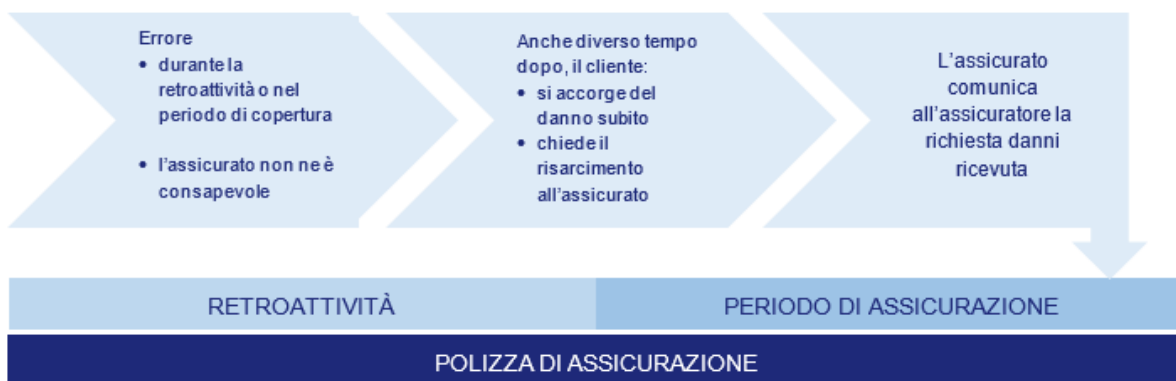 Errore
• durante la
retroattività o nel
periodo di copertura
• l'assicurato non ne è
consapevole
Anche diverso tempo
dopo, il cliente:
• si accorge del
danno subito
• chiede il
risarcimento
all'assicurato
L'assicurato
comunica
all'assicuratore la
richiesta danni
ricevuta
RETROATTIVITÀ
PERIODO DI ASSICURAZIONE
POLIZZA DI ASSICURAZIONE